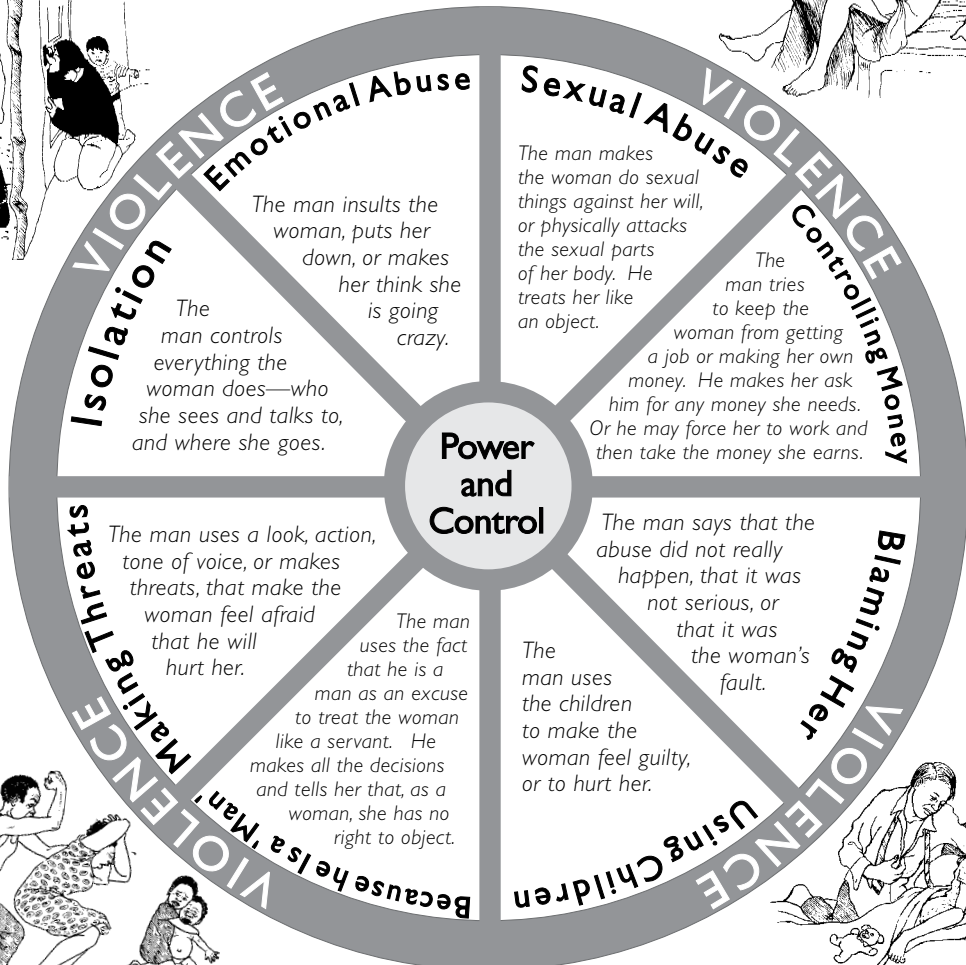 VIOLENCE
Emotional Abuse
The man insults the
woman, puts her
down, or makes
her think she
is going
crazy.
VIOLENCE
Sexual Abuse
The man makes
the woman do sexual
things against her will,
or physically attacks
the sexual parts
of her body. He
treats her like
an object.
Controlling Money
The
man tries
to keep the
woman from getting
a job or making her own
money. He makes her ask
him for any money she needs.
Or he may force her to work and
then take the money she earns.
Isolation
The
man controls
everything the
woman does—who
she sees and talks to,
and where she goes.
Power
and
Control
Making Threats
The man uses a look, action,
tone of voice, or makes
threats, that make the
woman feel afraid
that he will
hurt her.
VIOLENCE
Because he Is a 'Man'
The man
uses the fact
that he is a
man as an excuse
to treat the woman
like a servant. He
makes all the decisions
and tells her that, as a
woman, she has no
right to object.
Using Children
The
man uses
the children
to make the
woman feel guilty,
or to hurt her.
Blaming Her
The man says that the
abuse did not really
happen, that it was
not serious, or
that it was
the woman's
fault.
VIOLENCE